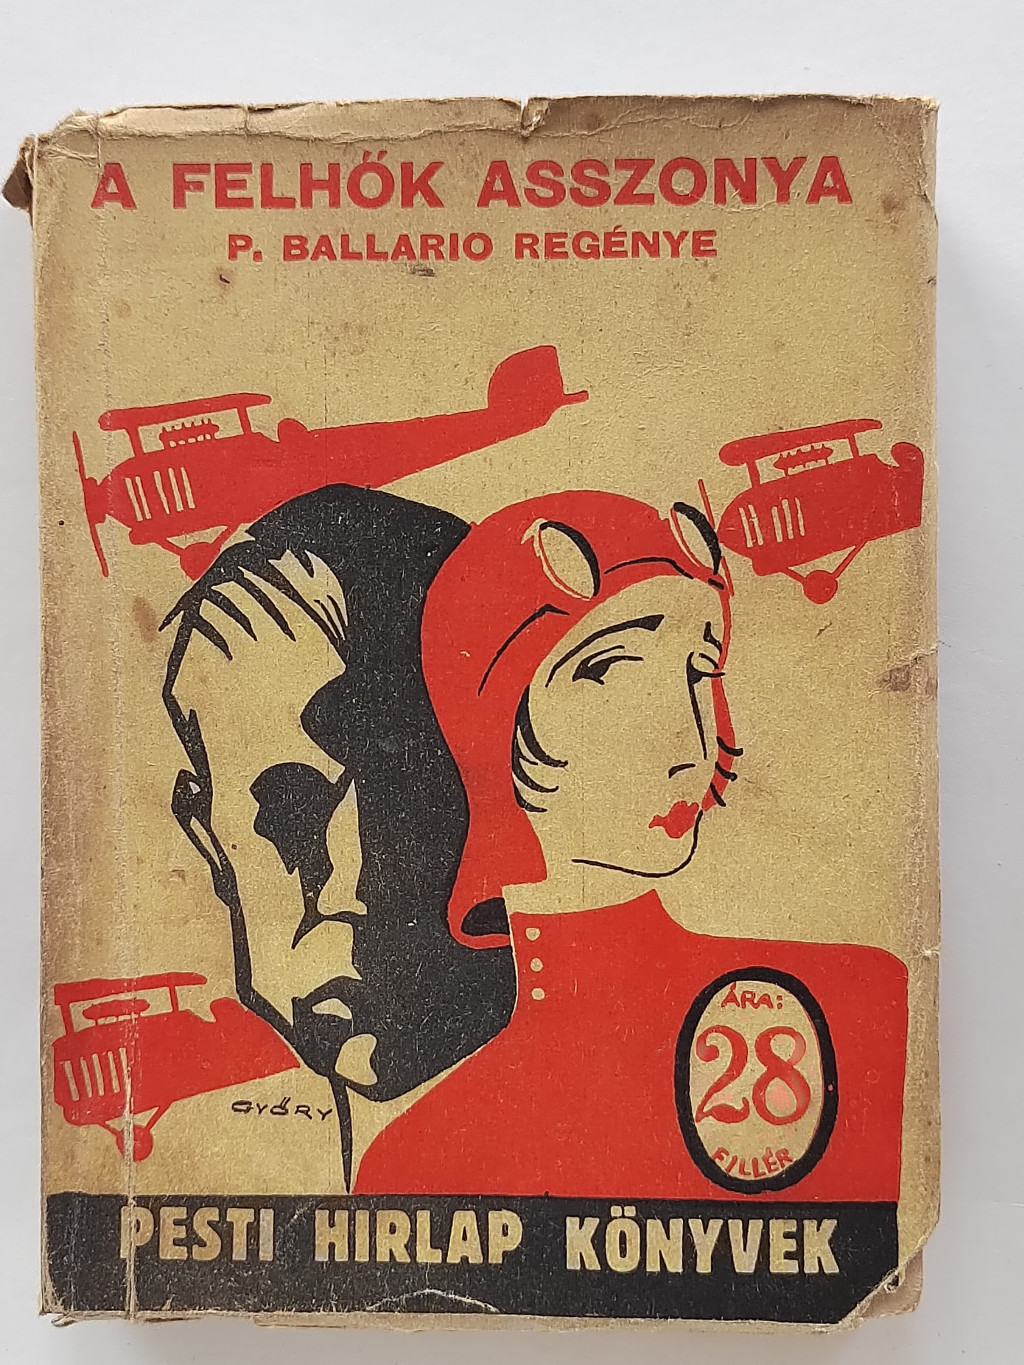 A FELHŐK ASSZONYA
P. BALLARIO REGÉNYE
ÁRA:
28
FILLÉR
GYŐRY
PESTI HIRLAP KÖNYVEK